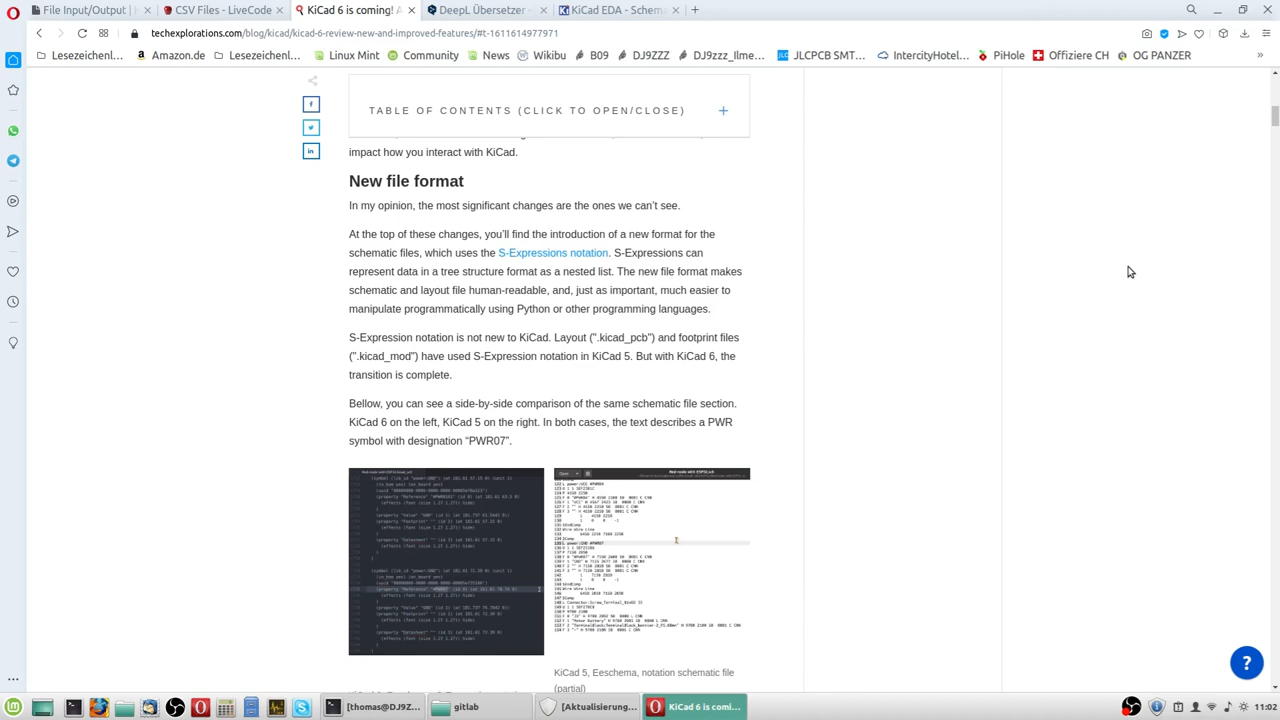 File Input/Output | H
CSV Files - LiveCode
KiCad 6 is coming! A
DeepL Übersetzer –
KiCad EDA - Schema
techexplorations.com/blog/kicad/kicad-6-review-new-and-improved-features/#t-1611614977971
Lesezeichenl...
Amazon.de
Lesezeichenl...
Linux Mint
Community
News
Wikibu
B09
DJ9ZZZ
DJ9zzz_Ilme...
JLCPCB SMT...
IntercityHotel...
PiHole
Offiziere CH
OG PANZER
TABLE OF CONTENTS (CLICK TO OPEN/CLOSE)
impact how you interact with KiCad.
New file format
In my opinion, the most significant changes are the ones we can't see.
At the top of these changes, you'll find the introduction of a new format for the
schematic files, which uses the S-Expressions notation. S-Expressions can
represent data in a tree structure format as a nested list. The new file format makes
schematic and layout file human-readable, and, just as important, much easier to
manipulate programmatically using Python or other programming languages.
S-Expression notation is not new to KiCad. Layout (".kicad_pcb") and footprint files
(".kicad_mod") have used S-Expression notation in KiCad 5. But with KiCad 6, the
transition is complete.
Bellow, you can see a side-by-side comparison of the same schematic file section.
KiCad 6 on the left, KiCad 5 on the right. In both cases, the text describes a PWR
symbol with designation “PWR07”.
KiCad 5, Eeschema, notation schematic file
(partial)
?
[thomas@DJ9Z...
gitlab
[Aktualisierung...
KiCad 6 is comi...
11:02